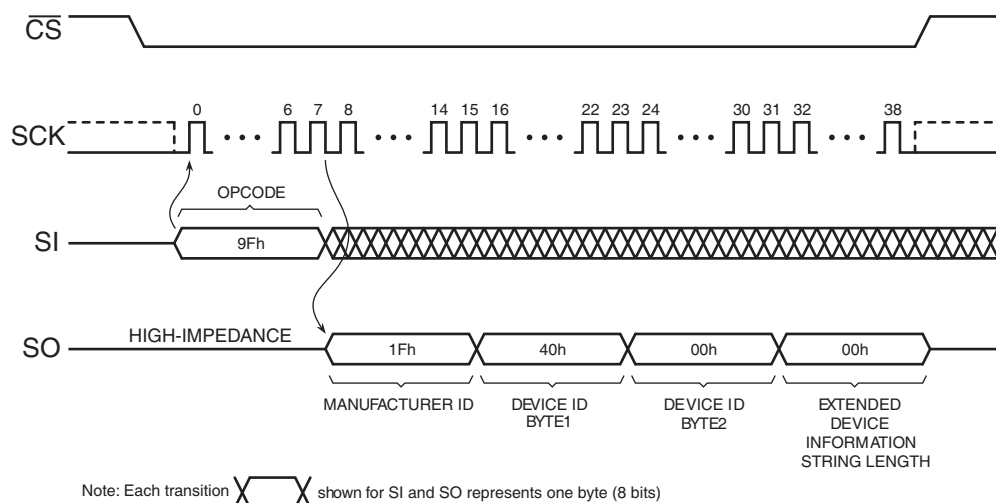 CS
0 6 7 8 14 15 16 22 23 24 30 31 32 38
SCK
OPCODE
SI
9Fh
HIGH-IMPEDANCE
SO
1Fh 40h 00h 00h
MANUFACTURER ID
DEVICE ID
BYTE1
DEVICE ID
BYTE2
EXTENDED
DEVICE
INFORMATION
STRING LENGTH
Note: Each transition shown for SI and SO represents one byte (8 bits)